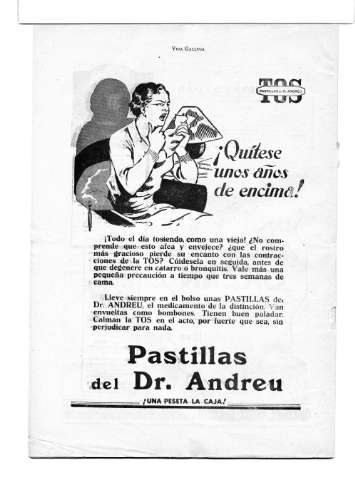 VIDA GALLEGA
TOS
PASTILLAS del D. ANDREU
¡Quítese
unos años
de encima!
¡Todo el día tosiendo, como una vieja! ¿No com-
prende que esto afea y envejece? ¿que el rostro
más gracioso pierde su encanto con las contrac-
ciones de la TOS? Cúidesela en seguida, antes de
que degenere en catarro o bronquitis. Vale más una
pequeña precaución a tiempo que tres semanas de
cama.
¡Lleve siempre en el bolso unas PASTILLAS del
Dr. ANDREU, el medicamento de la distinción. Van
envueltas como bombones. Tienen buen paladar.
Calman la TOS en el acto, por fuerte que sea, sin
perjudicar para nada.
Pastillas
del Dr. Andreu
¡UNA PESETA LA CAJA!